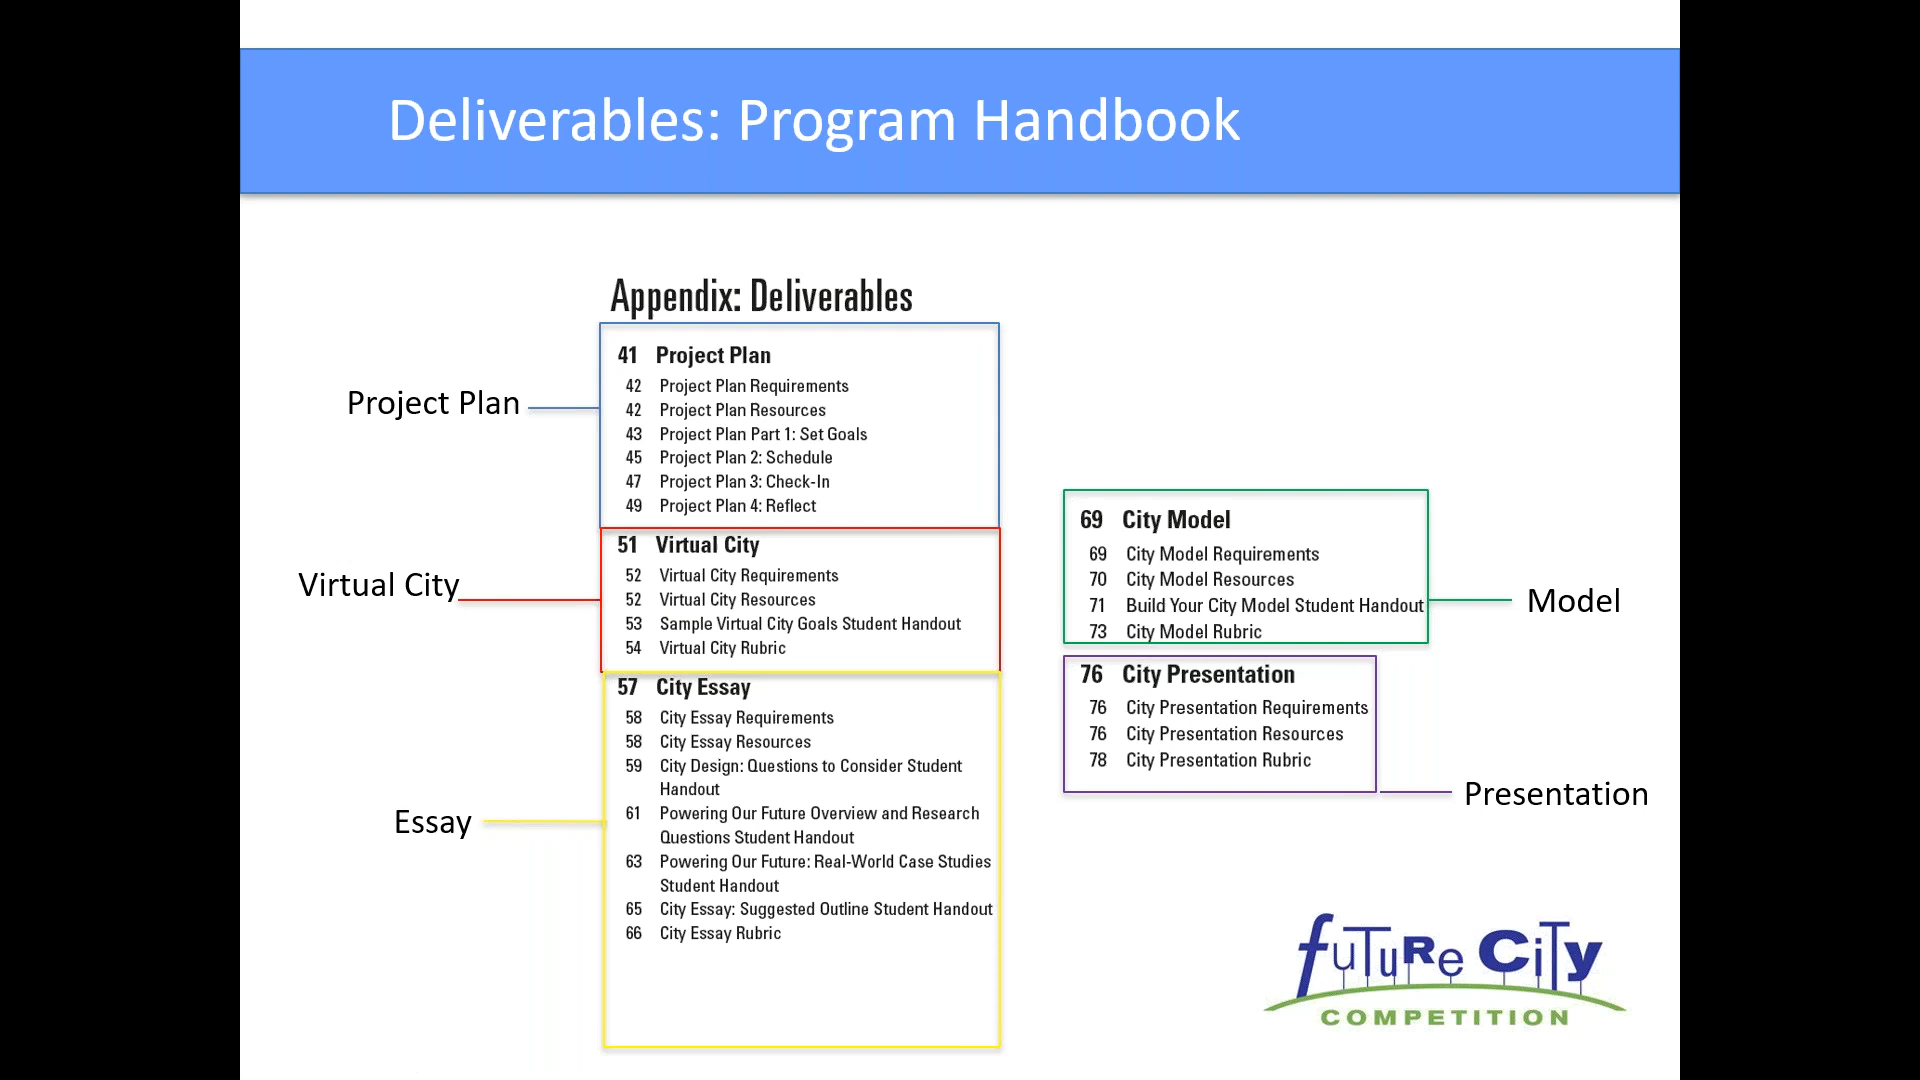 Deliverables: Program Handbook
Appendix: Deliverables
Project Plan
41 Project Plan
42 Project Plan Requirements
42 Project Plan Resources
43 Project Plan Part 1: Set Goals
45 Project Plan 2: Schedule
47 Project Plan 3: Check-In
49 Project Plan 4: Reflect
Virtual City
51 Virtual City
52 Virtual City Requirements
52 Virtual City Resources
53 Sample Virtual City Goals Student Handout
54 Virtual City Rubric
Essay
57 City Essay
58 City Essay Requirements
58 City Essay Resources
59 City Design: Questions to Consider Student
Handout
61 Powering Our Future Overview and Research
Questions Student Handout
63 Powering Our Future: Real-World Case Studies
Student Handout
65 City Essay: Suggested Outline Student Handout
66 City Essay Rubric
69 City Model
69 City Model Requirements
70 City Model Resources
71 Build Your City Model Student Handout
73 City Model Rubric
Model
76 City Presentation
76 City Presentation Requirements
76 City Presentation Resources
78 City Presentation Rubric
Presentation
fuTuRe CiTy
COMPETITION